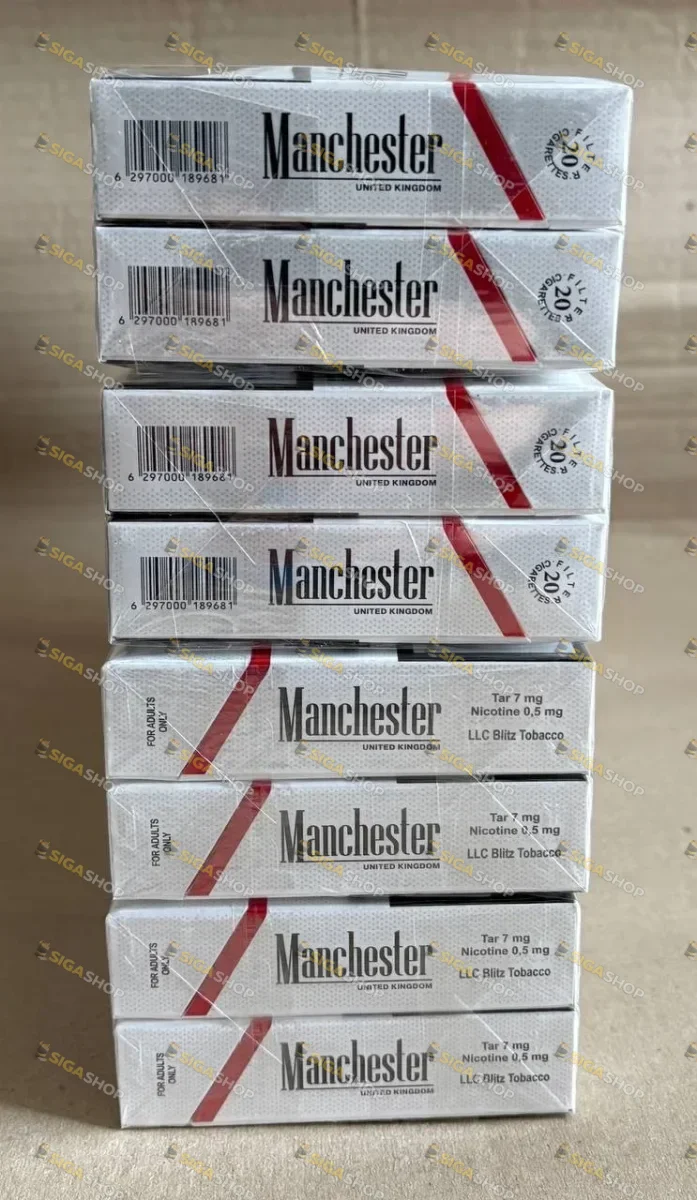 SIGASHOP
6 297000 189681
Manchester
UNITED KINGDOM
20 FILTER CIGARETTES
6 297000 189681
Manchester
UNITED KINGDOM
20 FILTER CIGARETTES
6 297000 189681
Manchester
UNITED KINGDOM
20 FILTER CIGARETTES
6 297000 189681
Manchester
UNITED KINGDOM
20 FILTER CIGARETTES
FOR ADULTS
ONLY
Manchester
UNITED KINGDOM
Tar 7 mg
Nicotine 0,5 mg
LLC Blitz Tobacco
FOR ADULTS
ONLY
Manchester
UNITED KINGDOM
Tar 7 mg
Nicotine 0,5 mg
LLC Blitz Tobacco
FOR ADULTS
ONLY
Manchester
UNITED KINGDOM
Tar 7 mg
Nicotine 0,5 mg
LLC Blitz Tobacco
FOR ADULTS
ONLY
Manchester
UNITED KINGDOM
Tar 7 mg
Nicotine 0,5 mg
LLC Blitz Tobacco